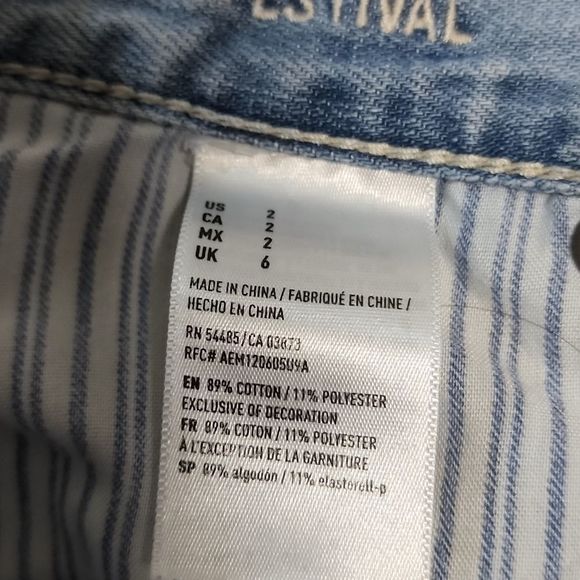 ESTIVAL
US 2
CA 2
MX 2
UK 6
MADE IN CHINA / FABRIQUÉ EN CHINE /
HECHO EN CHINA
RN 54485 / CA 03673
RFC# AEM120605U9A
EN 89% COTTON / 11% POLYESTER
EXCLUSIVE OF DECORATION
FR 89% COTON / 11% POLYESTER
À L'EXCEPTION DE LA GARNITURE
SP 89% algodón / 11% elasterell-p